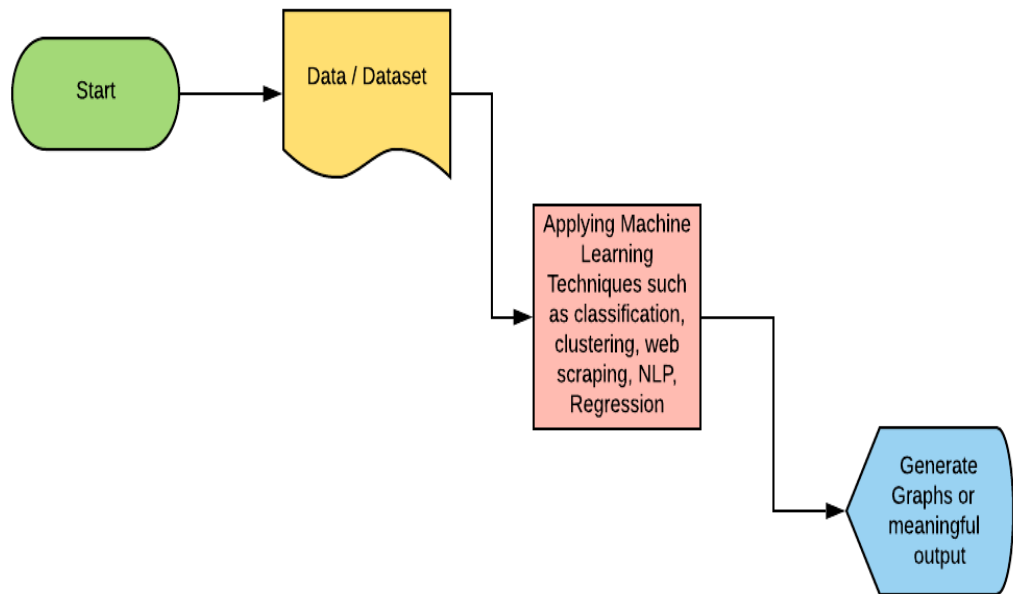 Start
Data / Dataset
Applying Machine
Learning
Techniques such
as classification,
clustering, web
scraping, NLP,
Regression
Generate
Graphs or
meaningful
output